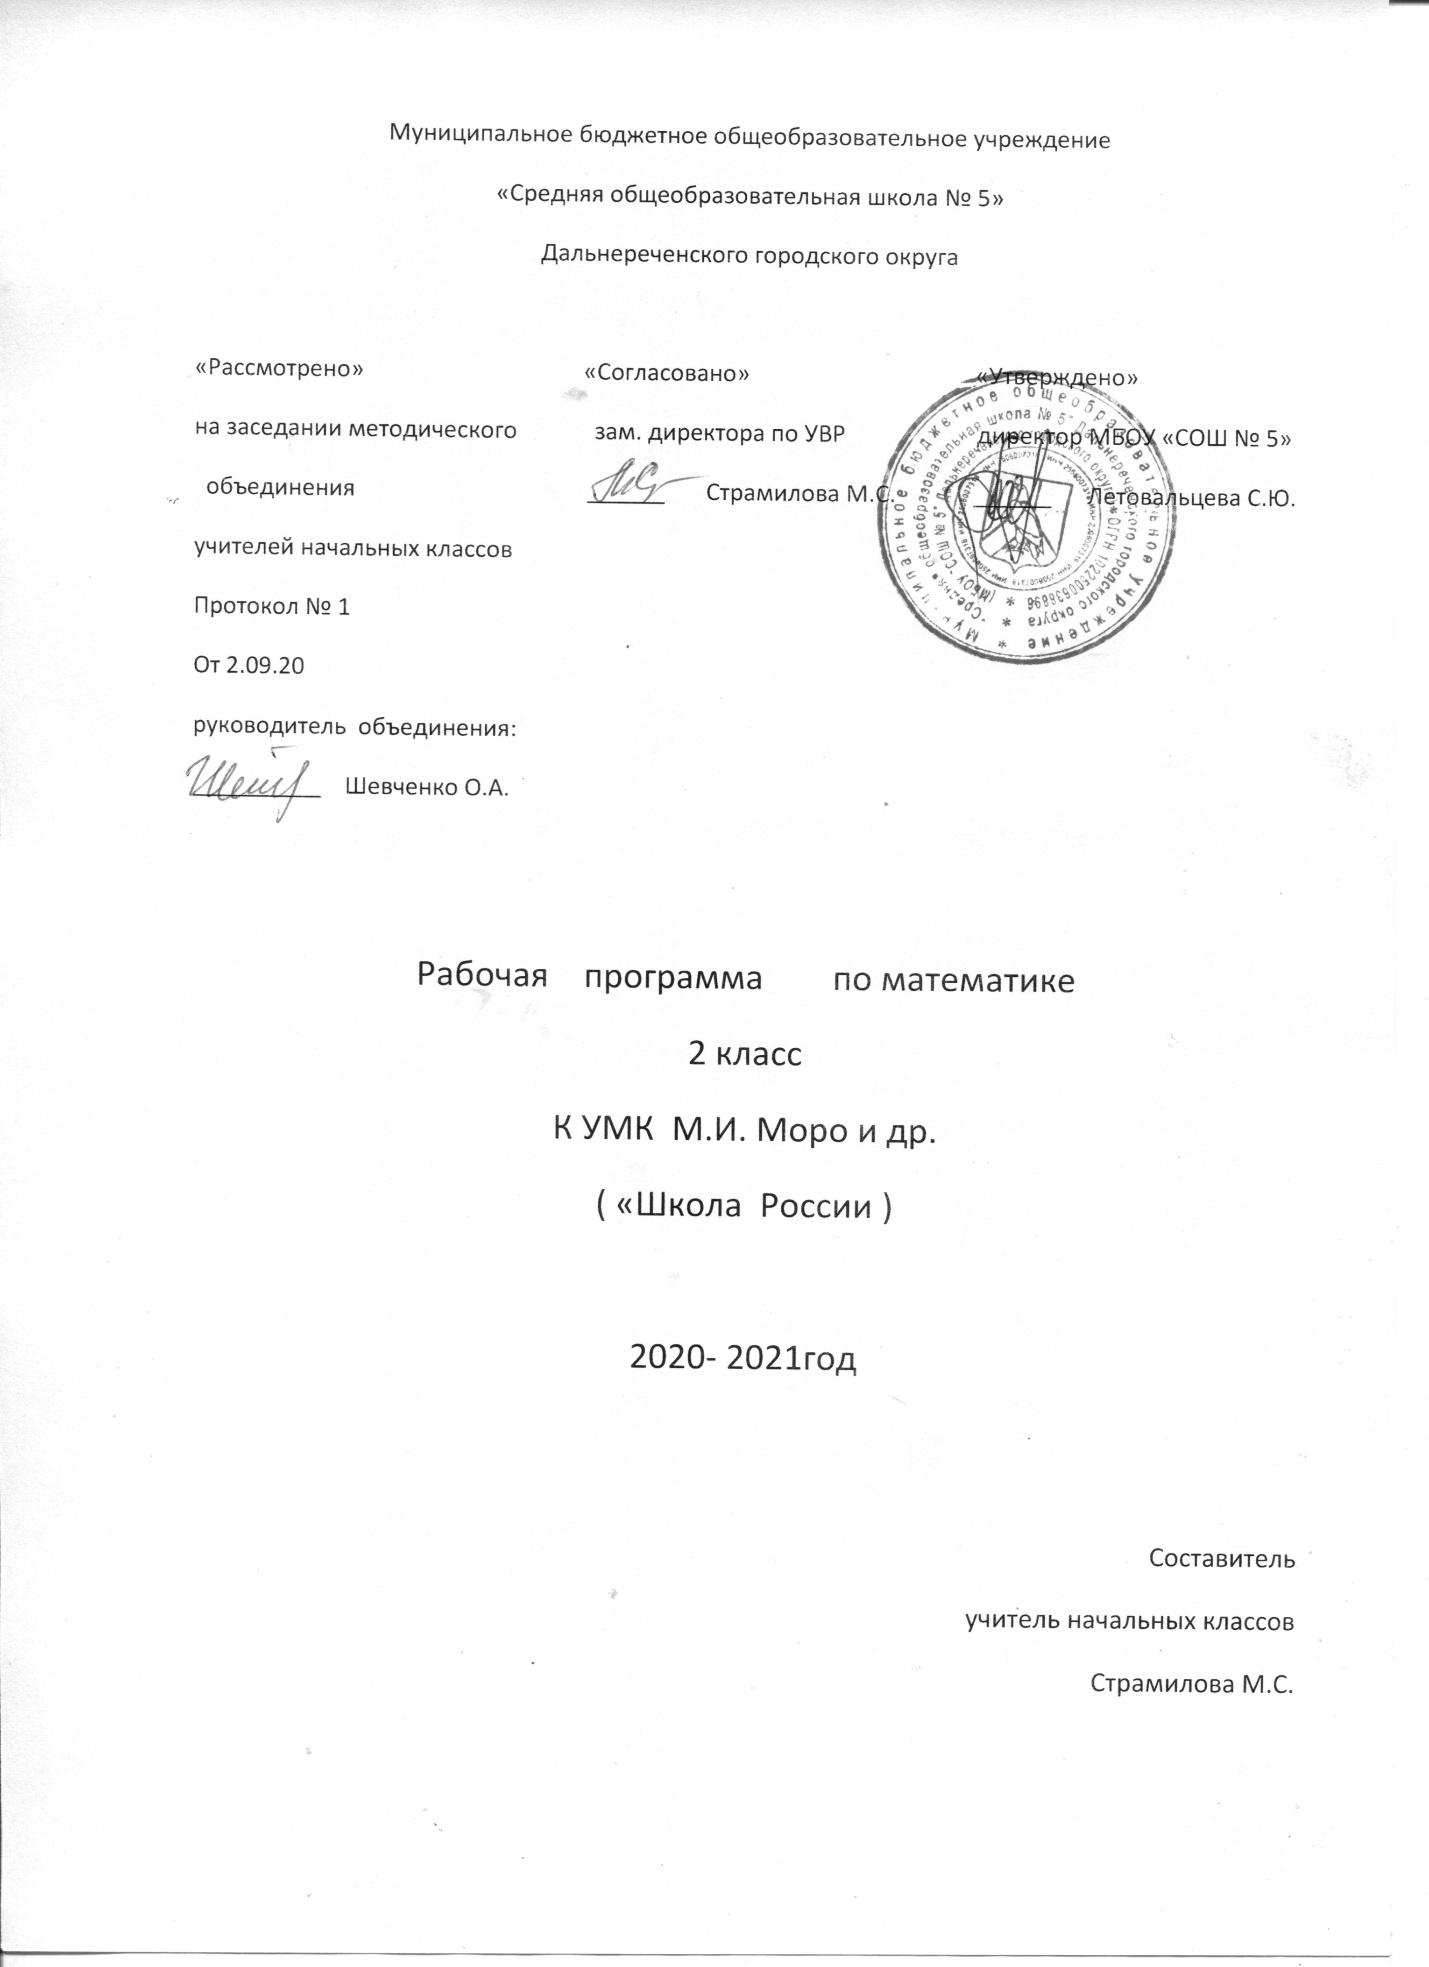 Муниципальное бюджетное общеобразовательное учреждение
«Средняя общеобразовательная школа № 5»
Дальнереченского городского округа
«Рассмотрено»
на заседании методического
объединения
учителей начальных классов
Протокол № 1
От 2.09.20
руководитель объединения:
Шевченко О.А.
«Согласовано»
зам. директора по УВР
Страмилова М.С.
«Утверждено»
директор МБОУ «СОШ № 5»
Летовальцева С.Ю.
Рабочая программа по математике
2 класс
К УМК М.И. Моро и др.
( «Школа России )
2020- 2021год
Составитель
учитель начальных классов
Страмилова М.С.